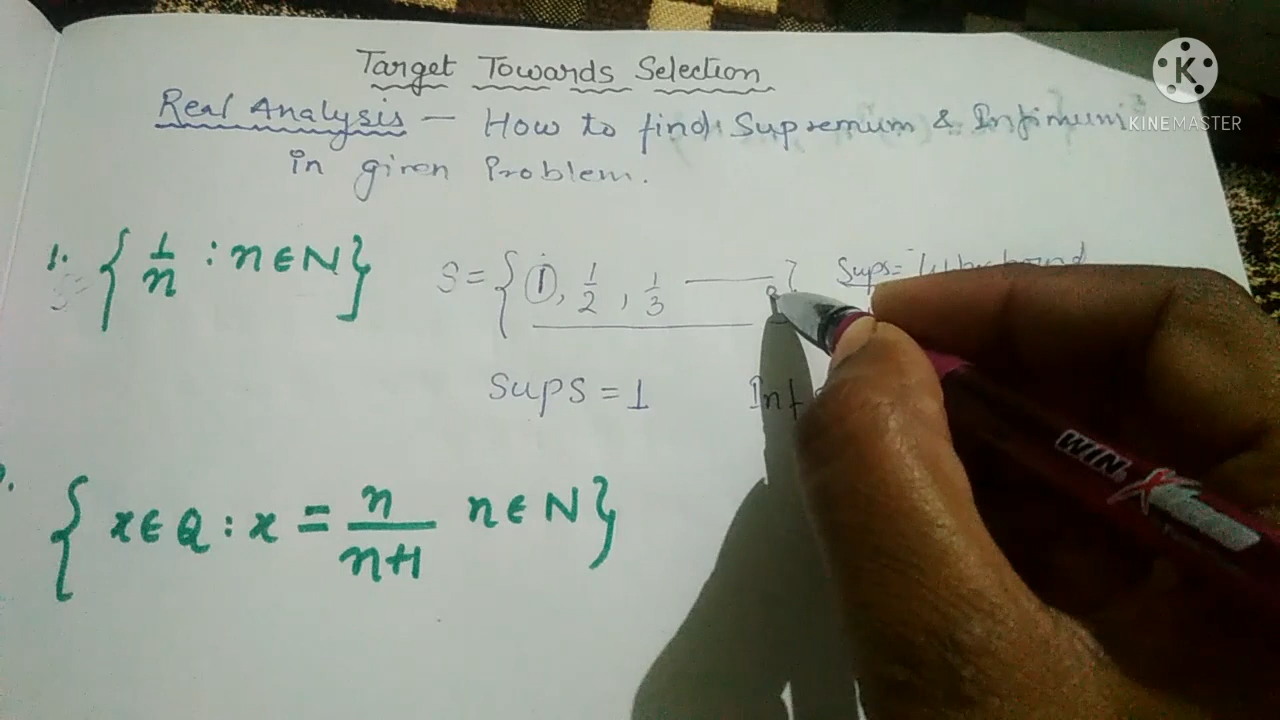 Target Towards Selection
Real Analysis - How to find Supremum & Infimum
in given Problem.
K
KINEMASTER
1. { 1/n : n ∈ N }
S = { 1, 1/2, 1/3 ——— }
Sups =
Sups = 1
Inf
{ x ∈ Q : x = n/n+1 n ∈ N }
WIN X